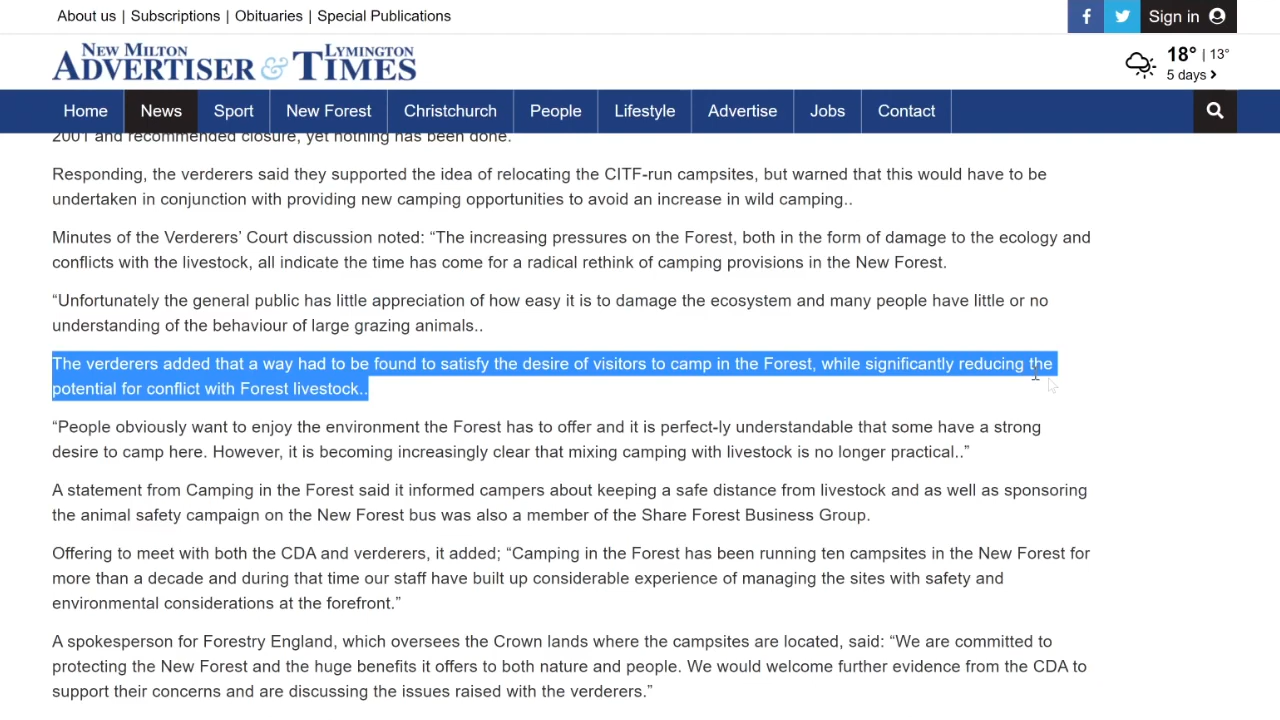 About us | Subscriptions | Obituaries | Special Publications
Sign in
NEW MILTON LYMINGTON
ADVERTISER & TIMES
18° | 13°
5 days
Home News Sport New Forest Christchurch People Lifestyle Advertise Jobs Contact
2001 and recommended closure, yet nothing has been done.
Responding, the verderers said they supported the idea of relocating the CITF-run campsites, but warned that this would have to be
undertaken in conjunction with providing new camping opportunities to avoid an increase in wild camping..
Minutes of the Verderers’ Court discussion noted: “The increasing pressures on the Forest, both in the form of damage to the ecology and
conflicts with the livestock, all indicate the time has come for a radical rethink of camping provisions in the New Forest.
“Unfortunately the general public has little appreciation of how easy it is to damage the ecosystem and many people have little or no
understanding of the behaviour of large grazing animals..
The verderers added that a way had to be found to satisfy the desire of visitors to camp in the Forest, while significantly reducing the
potential for conflict with Forest livestock..
“People obviously want to enjoy the environment the Forest has to offer and it is perfect-ly understandable that some have a strong
desire to camp here. However, it is becoming increasingly clear that mixing camping with livestock is no longer practical..”
A statement from Camping in the Forest said it informed campers about keeping a safe distance from livestock and as well as sponsoring
the animal safety campaign on the New Forest bus was also a member of the Share Forest Business Group.
Offering to meet with both the CDA and verderers, it added; “Camping in the Forest has been running ten campsites in the New Forest for
more than a decade and during that time our staff have built up considerable experience of managing the sites with safety and
environmental considerations at the forefront.”
A spokesperson for Forestry England, which oversees the Crown lands where the campsites are located, said: “We are committed to
protecting the New Forest and the huge benefits it offers to both nature and people. We would welcome further evidence from the CDA to
support their concerns and are discussing the issues raised with the verderers.”